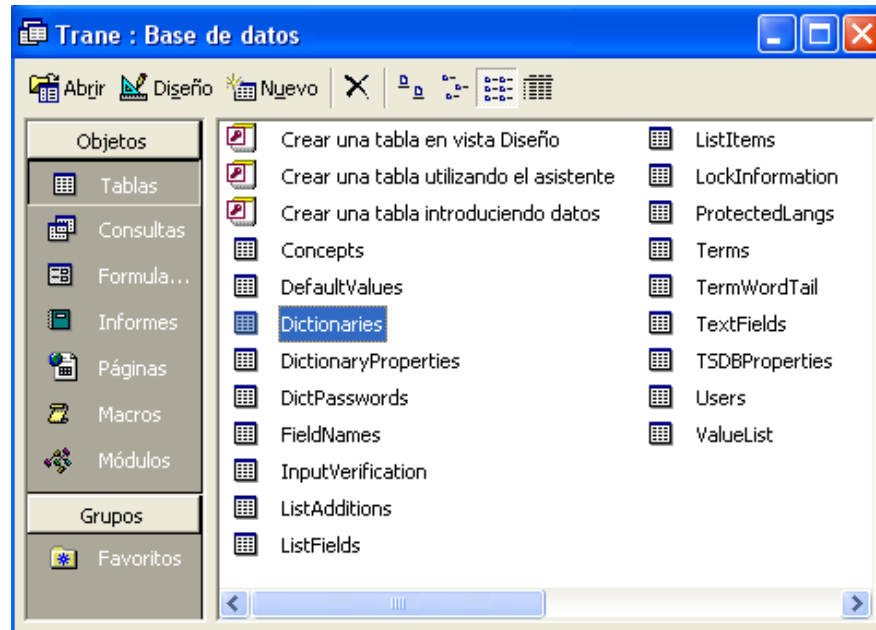 Trane : Base de datos
Abrir Diseño Nuevo
Objetos
Tablas
Consultas
Formula...
Informes
Páginas
Macros
Módulos
Grupos
Favoritos
Crear una tabla en vista Diseño
Crear una tabla utilizando el asistente
Crear una tabla introduciendo datos
Concepts
DefaultValues
Dictionaries
DictionaryProperties
DictPasswords
FieldNames
InputVerification
ListAdditions
ListFields
ListItems
LockInformation
ProtectedLangs
Terms
TermWordTail
TextFields
TSDBProperties
Users
ValueList